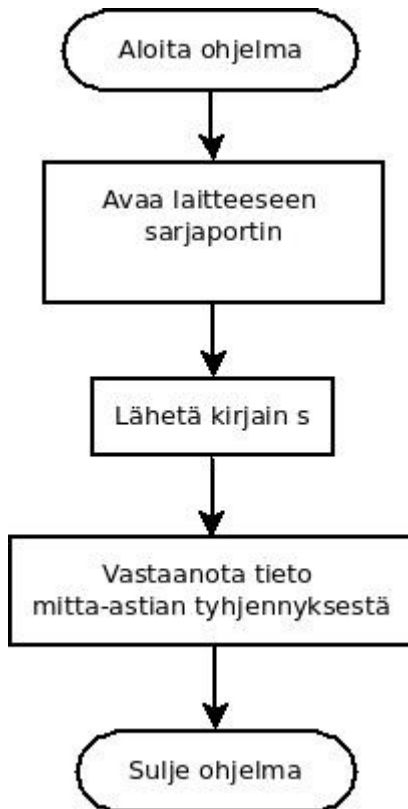 Aloita ohjelma
Avaa laitteeseen
sarjaportin
Lähetä kirjain s
Vastaanota tieto
mitta-astian tyhjennyksestä
Sulje ohjelma